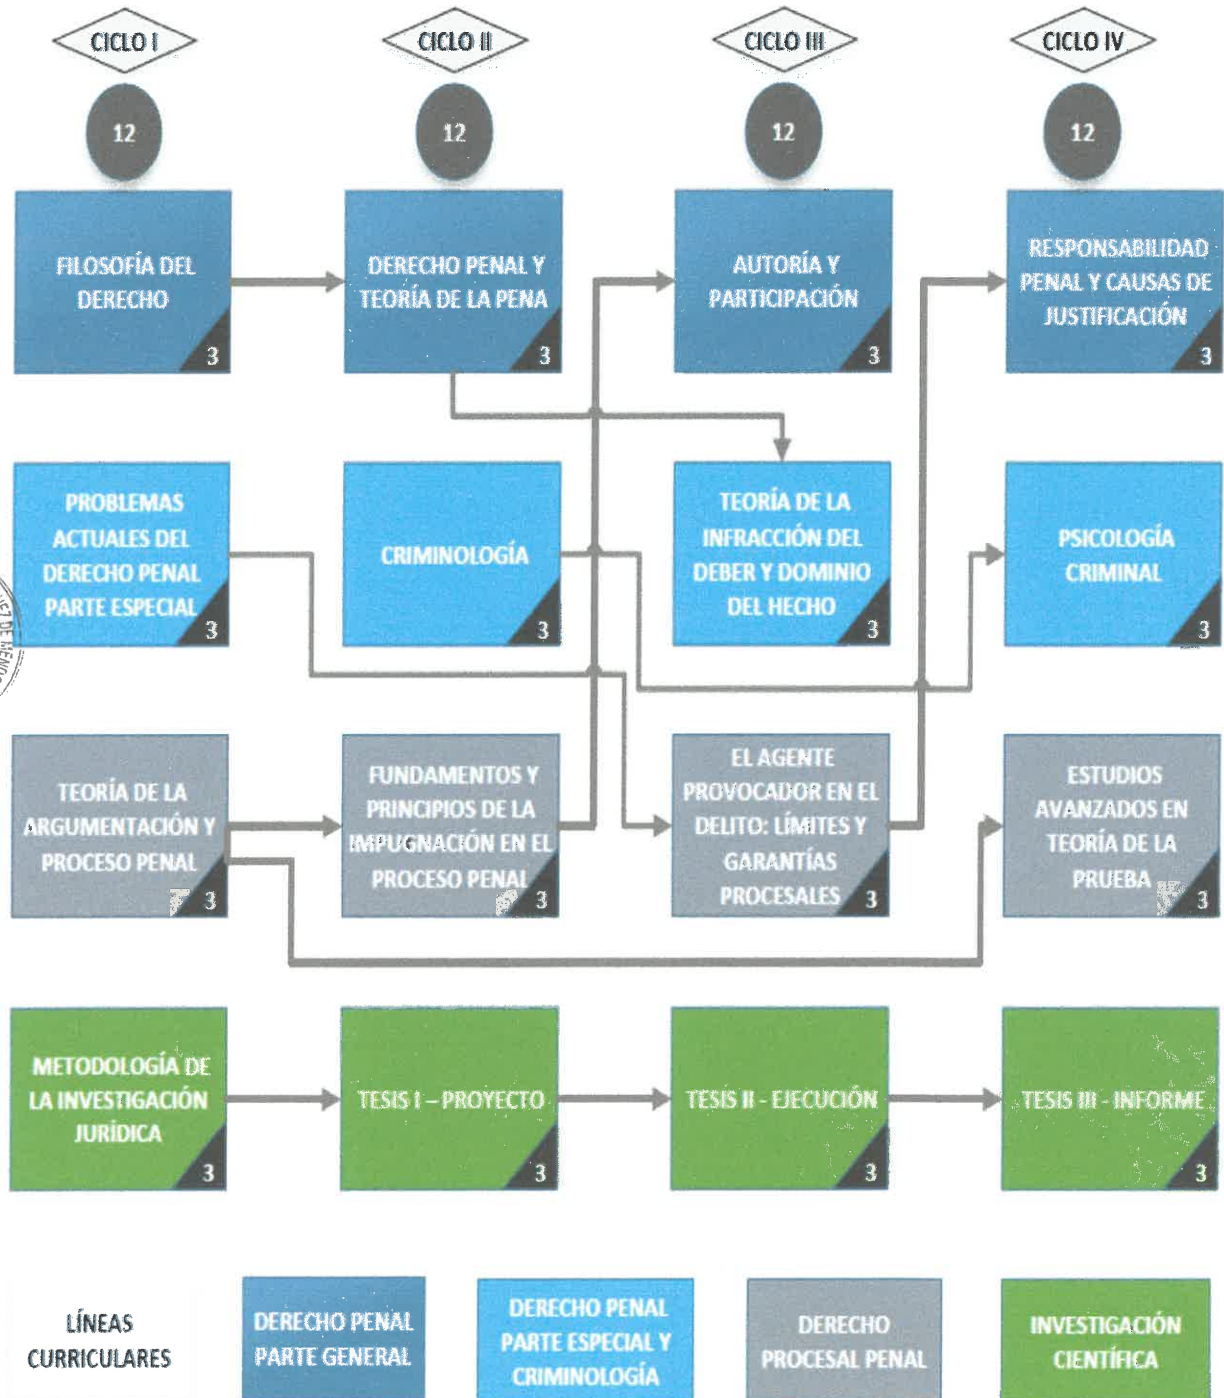 CICLO I
CICLO II
CICLO III
CICLO IV
12
12
12
12
FILOSOFÍA DEL
DERECHO
3
DERECHO PENAL Y
TEORÍA DE LA PENA
3
AUTORÍA Y
PARTICIPACIÓN
3
RESPONSABILIDAD
PENAL Y CAUSAS DE
JUSTIFICACIÓN
3
PROBLEMAS
ACTUALES DEL
DERECHO PENAL
PARTE ESPECIAL
3
CRIMINOLOGÍA
3
TEORÍA DE LA
INFRACCIÓN DEL
DEBER Y DOMINIO
DEL HECHO
3
PSICOLOGÍA
CRIMINAL
3
TEORÍA DE LA
ARGUMENTACIÓN Y
PROCESO PENAL
3
FUNDAMENTOS Y
PRINCIPIOS DE LA
IMPUGNACIÓN EN EL
PROCESO PENAL
3
EL AGENTE
PROVOCADOR EN EL
DELITO: LÍMITES Y
GARANTÍAS
PROCESALES
3
ESTUDIOS
AVANZADOS EN
TEORÍA DE LA
PRUEBA
3
METODOLOGÍA DE
LA INVESTIGACIÓN
JURÍDICA
3
TESIS I – PROYECTO
3
TESIS II - EJECUCIÓN
3
TESIS III - INFORME
3
LÍNEAS
CURRICULARES
DERECHO PENAL
PARTE GENERAL
DERECHO PENAL
PARTE ESPECIAL Y
CRIMINOLOGÍA
DERECHO
PROCESAL PENAL
INVESTIGACIÓN
CIENTÍFICA